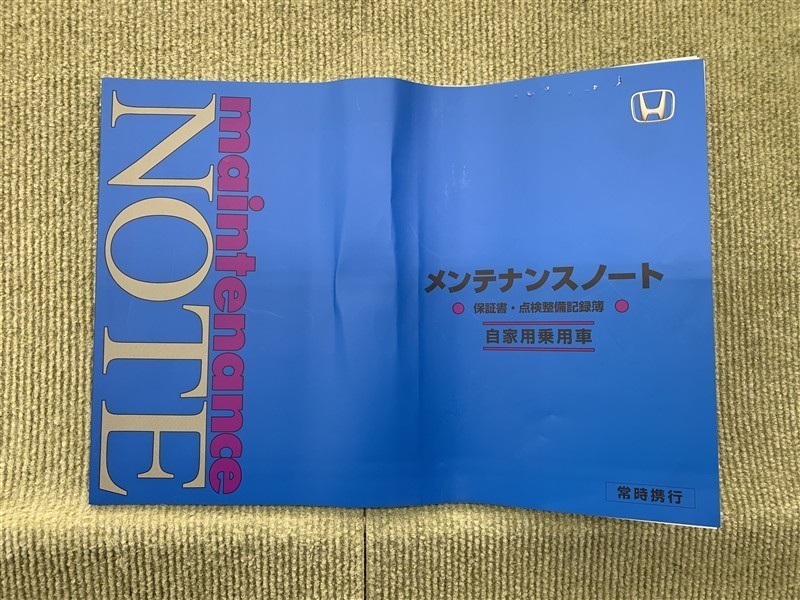 maintenance
NOTE
メンテナンスノート
● 保証書・点検整備記録簿 ●
自家用乗用車
常時携行